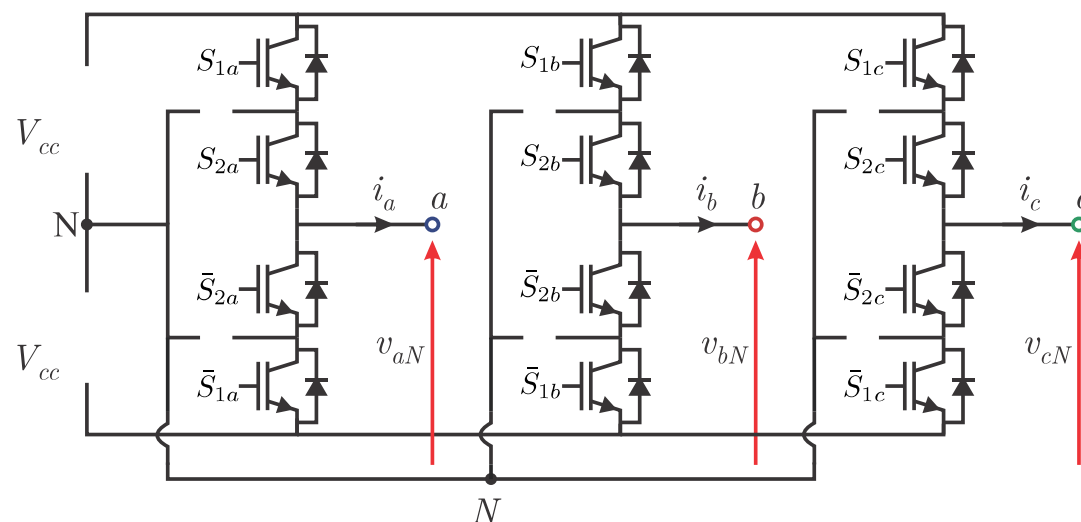 S1a S1b S1c
Vcc
S2a S2b S2c
ia a ib b ic
N
S̄2a S̄2b S̄2c
vaN vbN vcN
Vcc
S̄1a S̄1b S̄1c
N